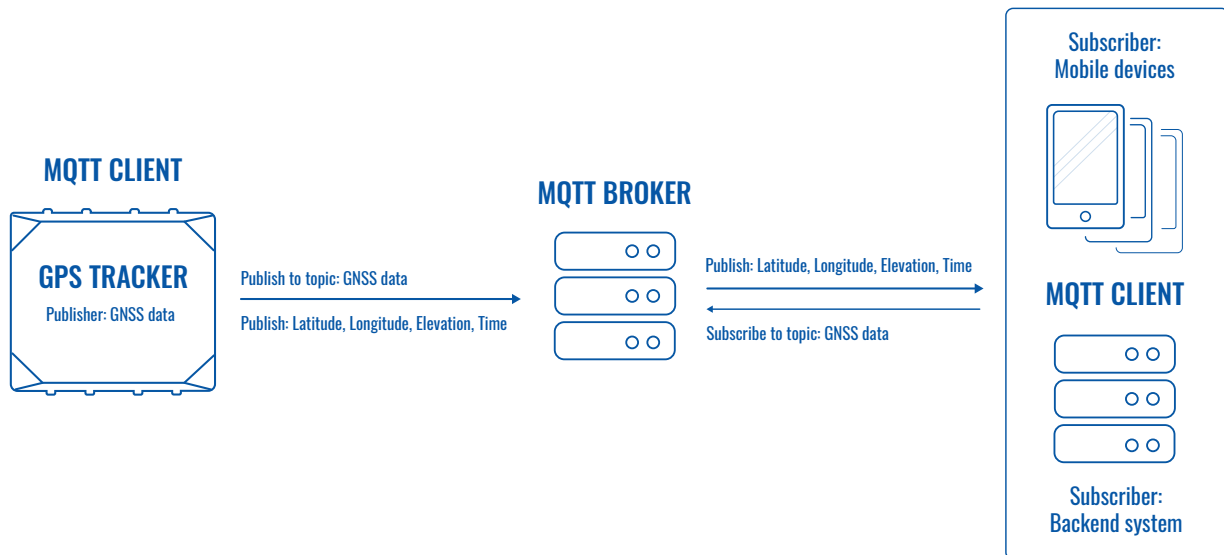 MQTT CLIENT
GPS TRACKER
Publisher: GNSS data
Publish to topic: GNSS data
Publish: Latitude, Longitude, Elevation, Time
MQTT BROKER
Publish: Latitude, Longitude, Elevation, Time
Subscribe to topic: GNSS data
Subscriber:
Mobile devices
MQTT CLIENT
Subscriber:
Backend system